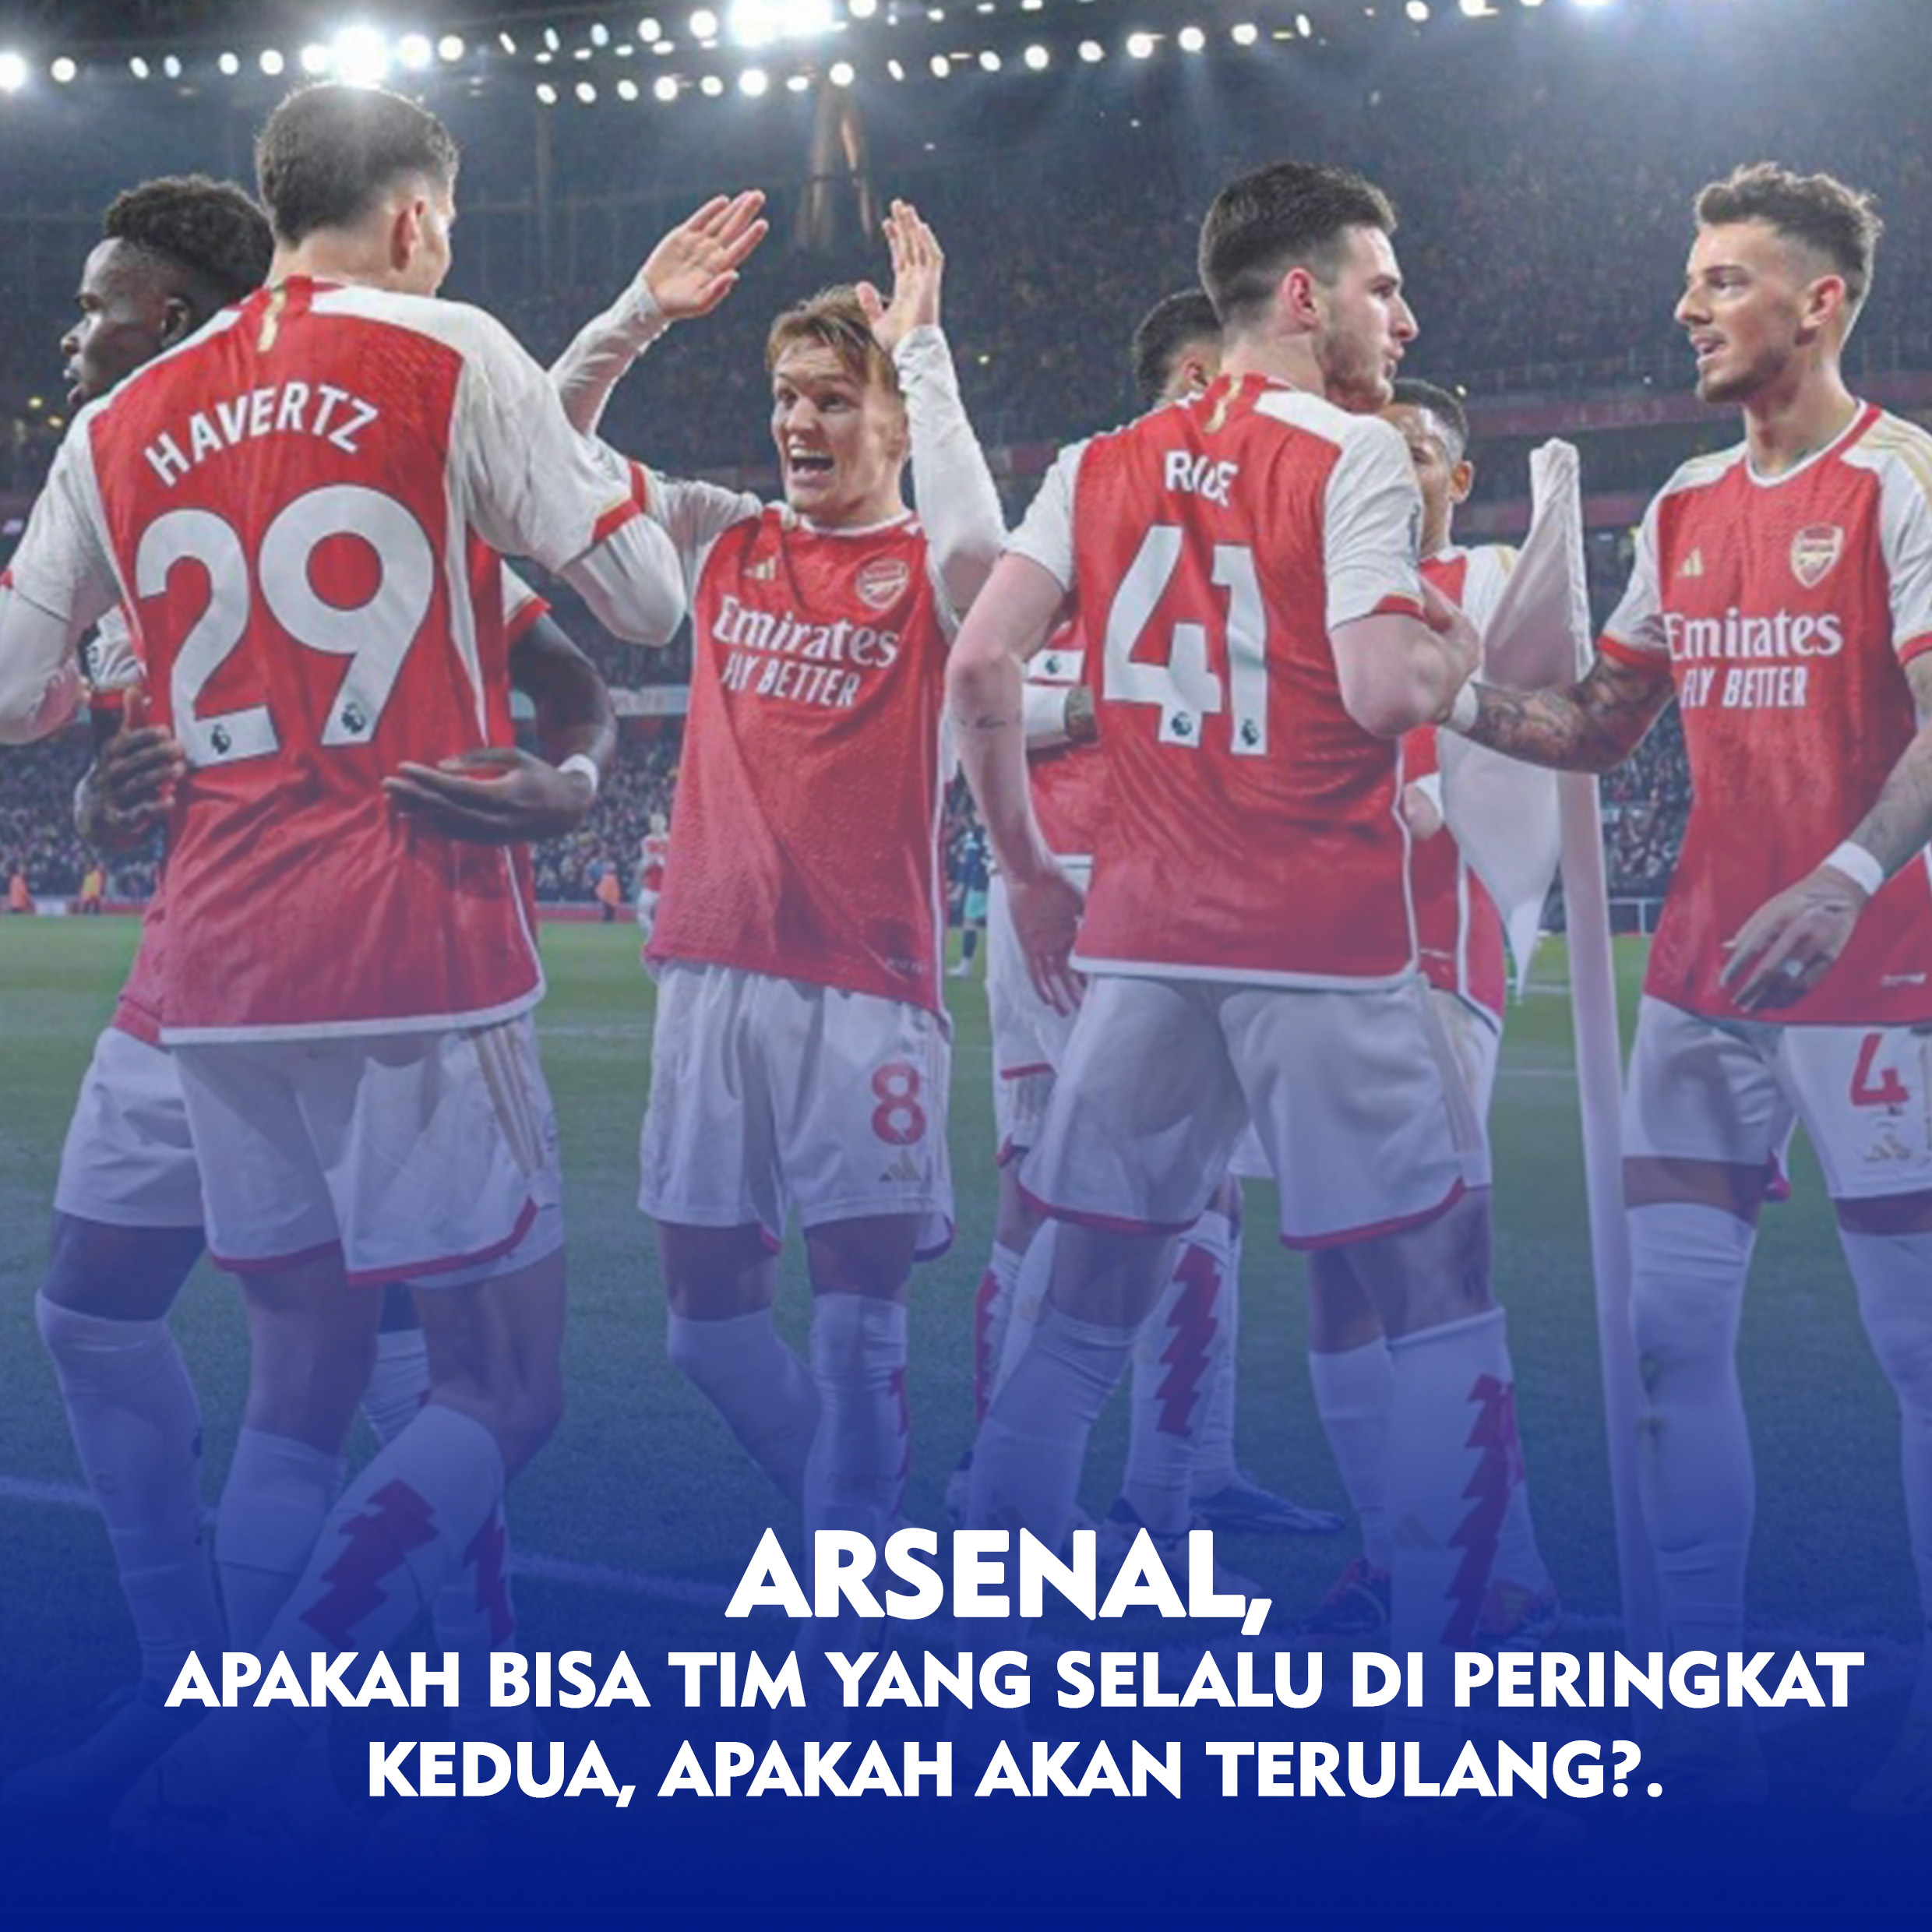 HAVERTZ
29
Emirates
FLY BETTER
8
RICE
41
Emirates
FLY BETTER
4
ARSENAL,
APAKAH BISA TIM YANG SELALU DI PERINGKAT
KEDUA, APAKAH AKAN TERULANG?.